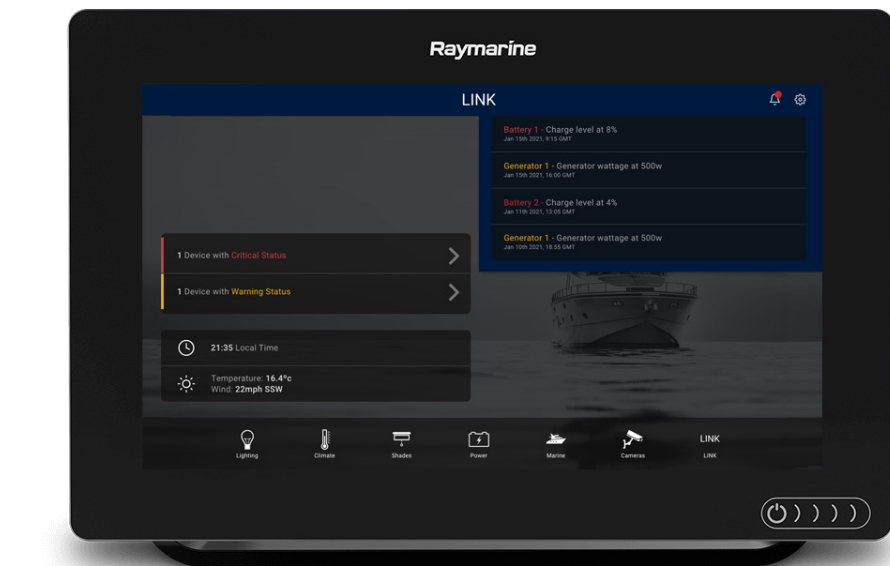 Raymarine
LINK
Battery 1 - Charge level at 8%
Jan 19th 2021, 9:15 GMT
Generator 1 - Generator wattage at 500w
Jan 15th 2021, 16:00 GMT
Battery 2 - Charge level at 4%
Jan 11th 2021, 13:05 GMT
Generator 1 - Generator wattage at 500w
Jan 10th 2021, 18:55 GMT
1 Device with Critical Status
1 Device with Warning Status
21:35 Local Time
Temperature: 16.4°c
Wind: 22mph SSW
LINK
Lighting
Climate
Shades
Power
Marine
Cameras
LINK